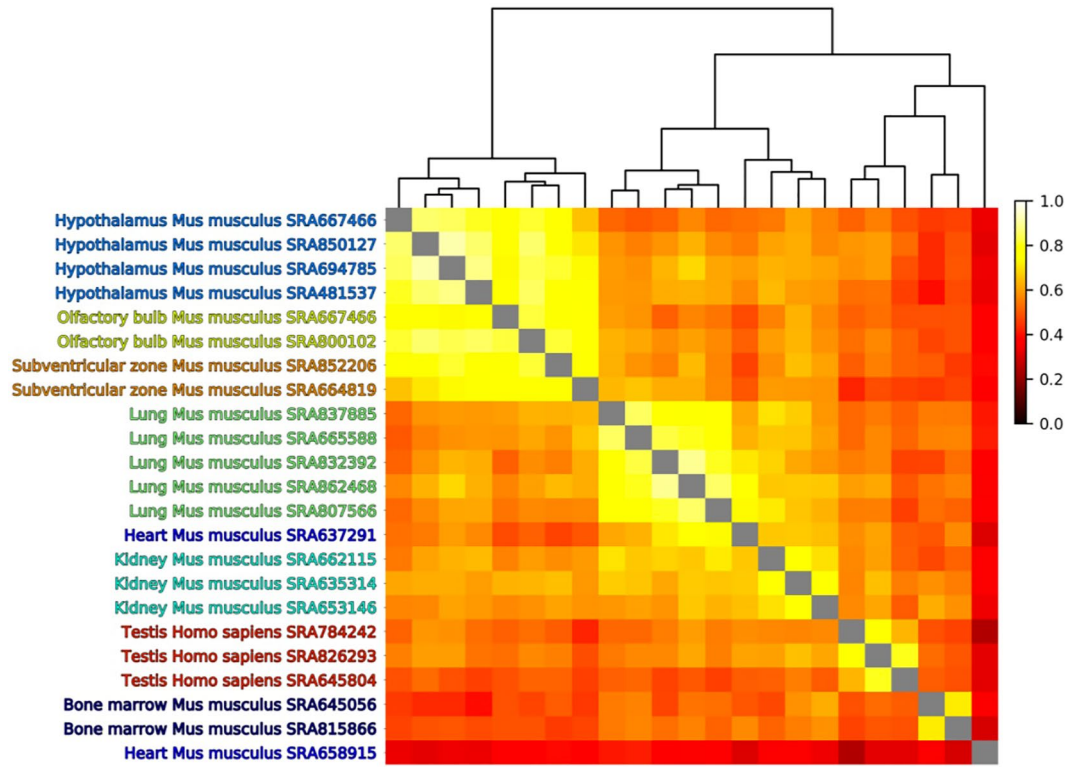 Hypothalamus Mus musculus SRA667466
Hypothalamus Mus musculus SRA850127
Hypothalamus Mus musculus SRA694785
Hypothalamus Mus musculus SRA481537
Olfactory bulb Mus musculus SRA667466
Olfactory bulb Mus musculus SRA800102
Subventricular zone Mus musculus SRA852206
Subventricular zone Mus musculus SRA664819
Lung Mus musculus SRA837885
Lung Mus musculus SRA665588
Lung Mus musculus SRA832392
Lung Mus musculus SRA862468
Lung Mus musculus SRA807566
Heart Mus musculus SRA637291
Kidney Mus musculus SRA662115
Kidney Mus musculus SRA635314
Kidney Mus musculus SRA653146
Testis Homo sapiens SRA784242
Testis Homo sapiens SRA826293
Testis Homo sapiens SRA645804
Bone marrow Mus musculus SRA645056
Bone marrow Mus musculus SRA815866
Heart Mus musculus SRA658915
1.0
0.8
0.6
0.4
0.2
0.0